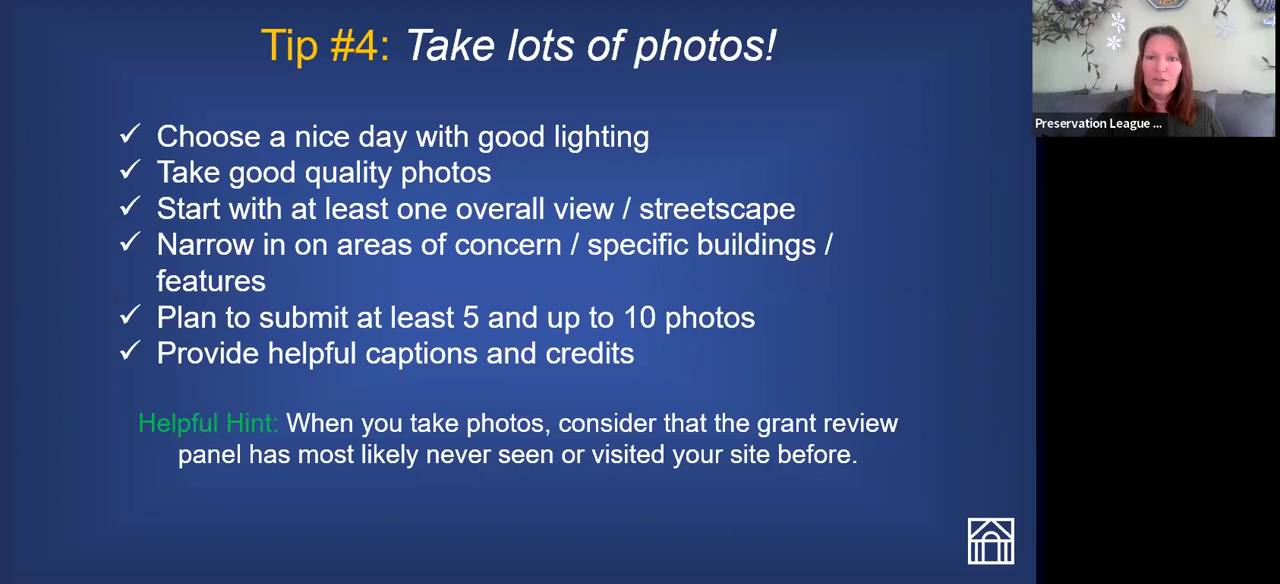 Tip #4: Take lots of photos!
✓ Choose a nice day with good lighting
✓ Take good quality photos
✓ Start with at least one overall view / streetscape
✓ Narrow in on areas of concern / specific buildings /
features
✓ Plan to submit at least 5 and up to 10 photos
✓ Provide helpful captions and credits
Helpful Hint: When you take photos, consider that the grant review
panel has most likely never seen or visited your site before.
Preservation League ...